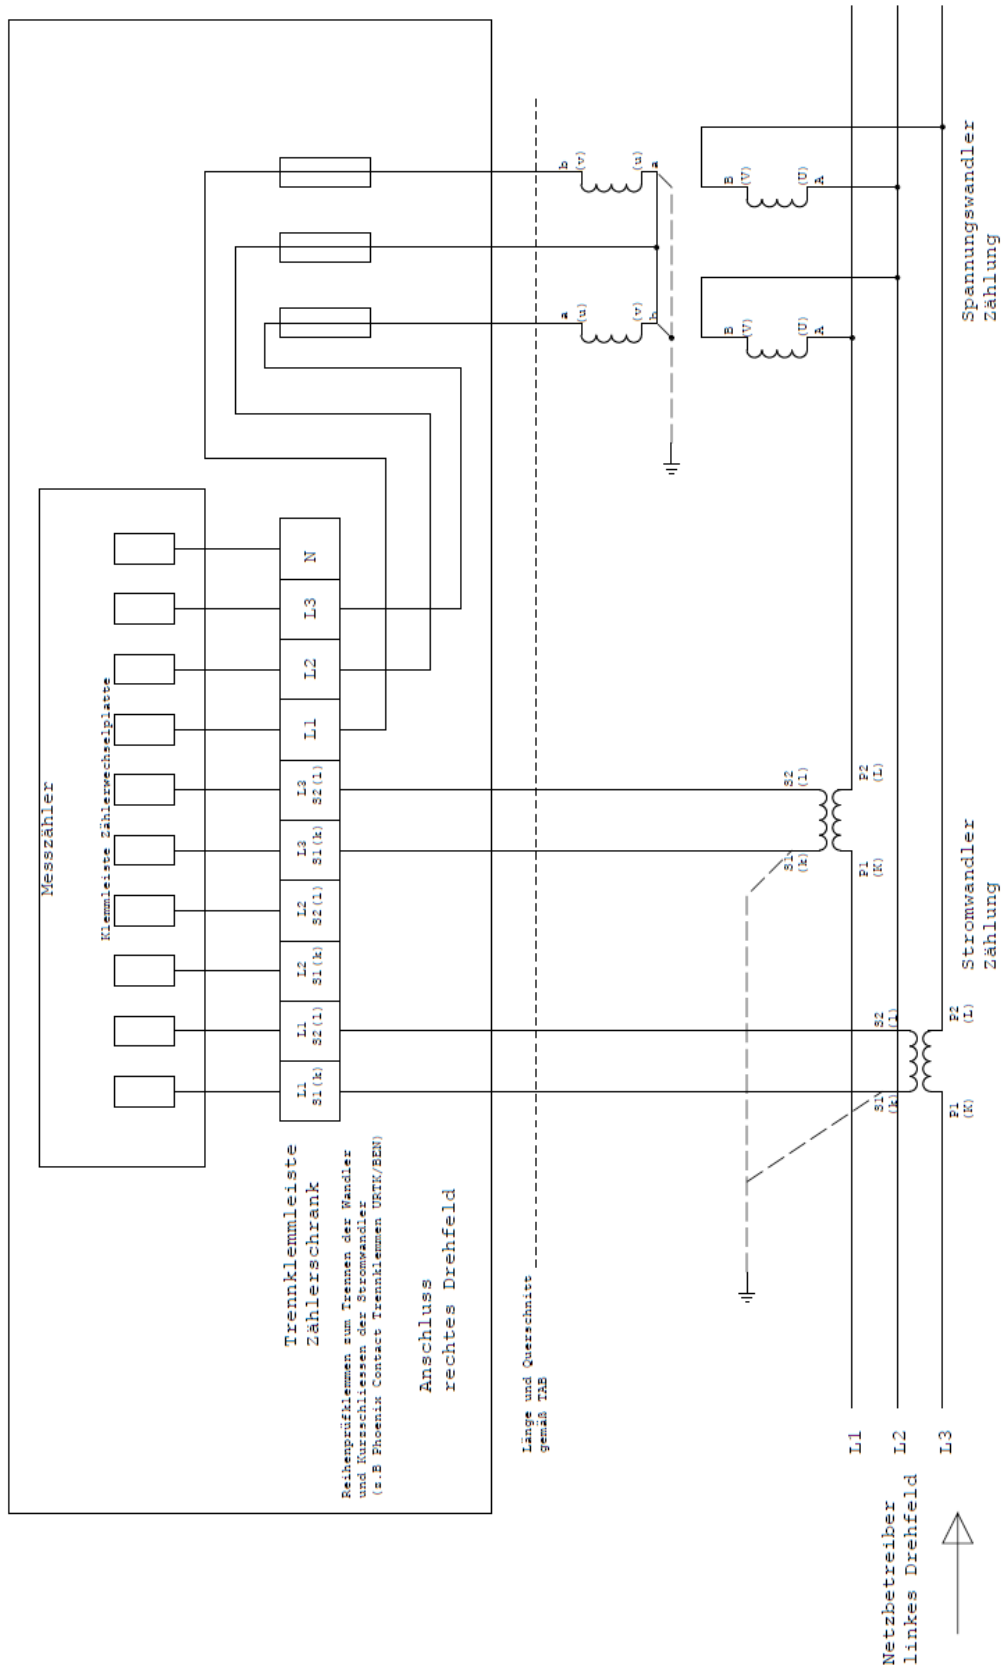 Messzähler
Klemmleiste Zählerwechselplatte
L1
S1(k)
L1
S2(l)
L2
S1(k)
L2
S2(l)
L3
S1(k)
L3
S2(l)
L1
L2
L3
N
Trennklemmleiste
Zählerschrank
Reihenprüfklemmen zum Trennen der Wandler
und Kurzschliessen der Stromwandler
(z.B Phoenix Contact Trennklemmen URTK/BEN)
Anschluss
rechtes Drehfeld
Länge und Querschnitt
gemäß TAB
a
(u)
(v)
b
b
(v)
(u)
a
B
(V)
(U)
A
B
(V)
(U)
A
S1
(k)
S2
(l)
P1
(K)
P2
(L)
S1
(k)
S2
(l)
P1
(K)
P2
(L)
L1
L2
L3
Netzbetreiber
linkes Drehfeld
Stromwandler
Zählung
Spannungswandler
Zählung